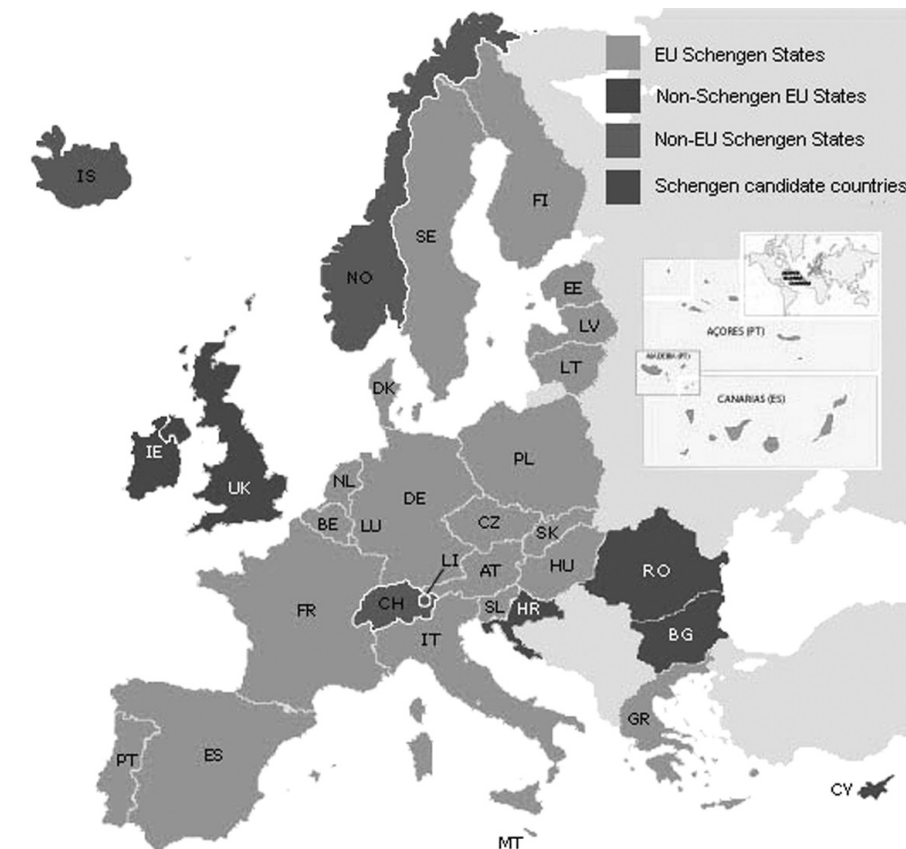 EU Schengen States
Non-Schengen EU States
Non-EU Schengen States
Schengen candidate countries
IS
FI
SE
NO
EE
LV
AÇORES (PT)
MADEIRA (PT)
LT
DK
CANARIAS (ES)
IE
PL
NL
UK
DE
BE
LU
CZ
SK
LI
HU
AT
RO
CH
FR
SL
HR
BG
IT
GR
PT
ES
CY
MT